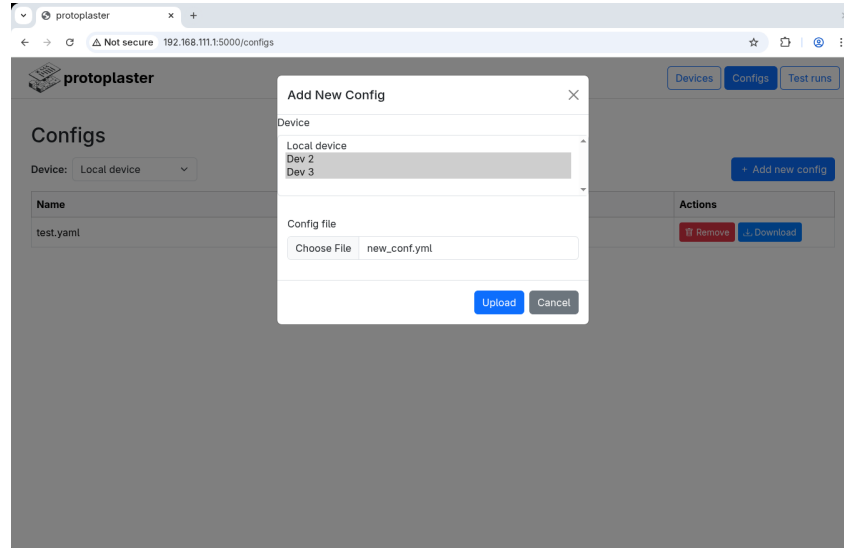 protoplaster
Not secure 192.168.111.1:5000/configs
protoplaster
Devices Configs Test runs
Add New Config
Device
Local device
Dev 2
Dev 3
Config file
Choose File new_conf.yml
Upload Cancel
Configs
Device: Local device
+ Add new config
Name Actions
test.yaml Remove Download